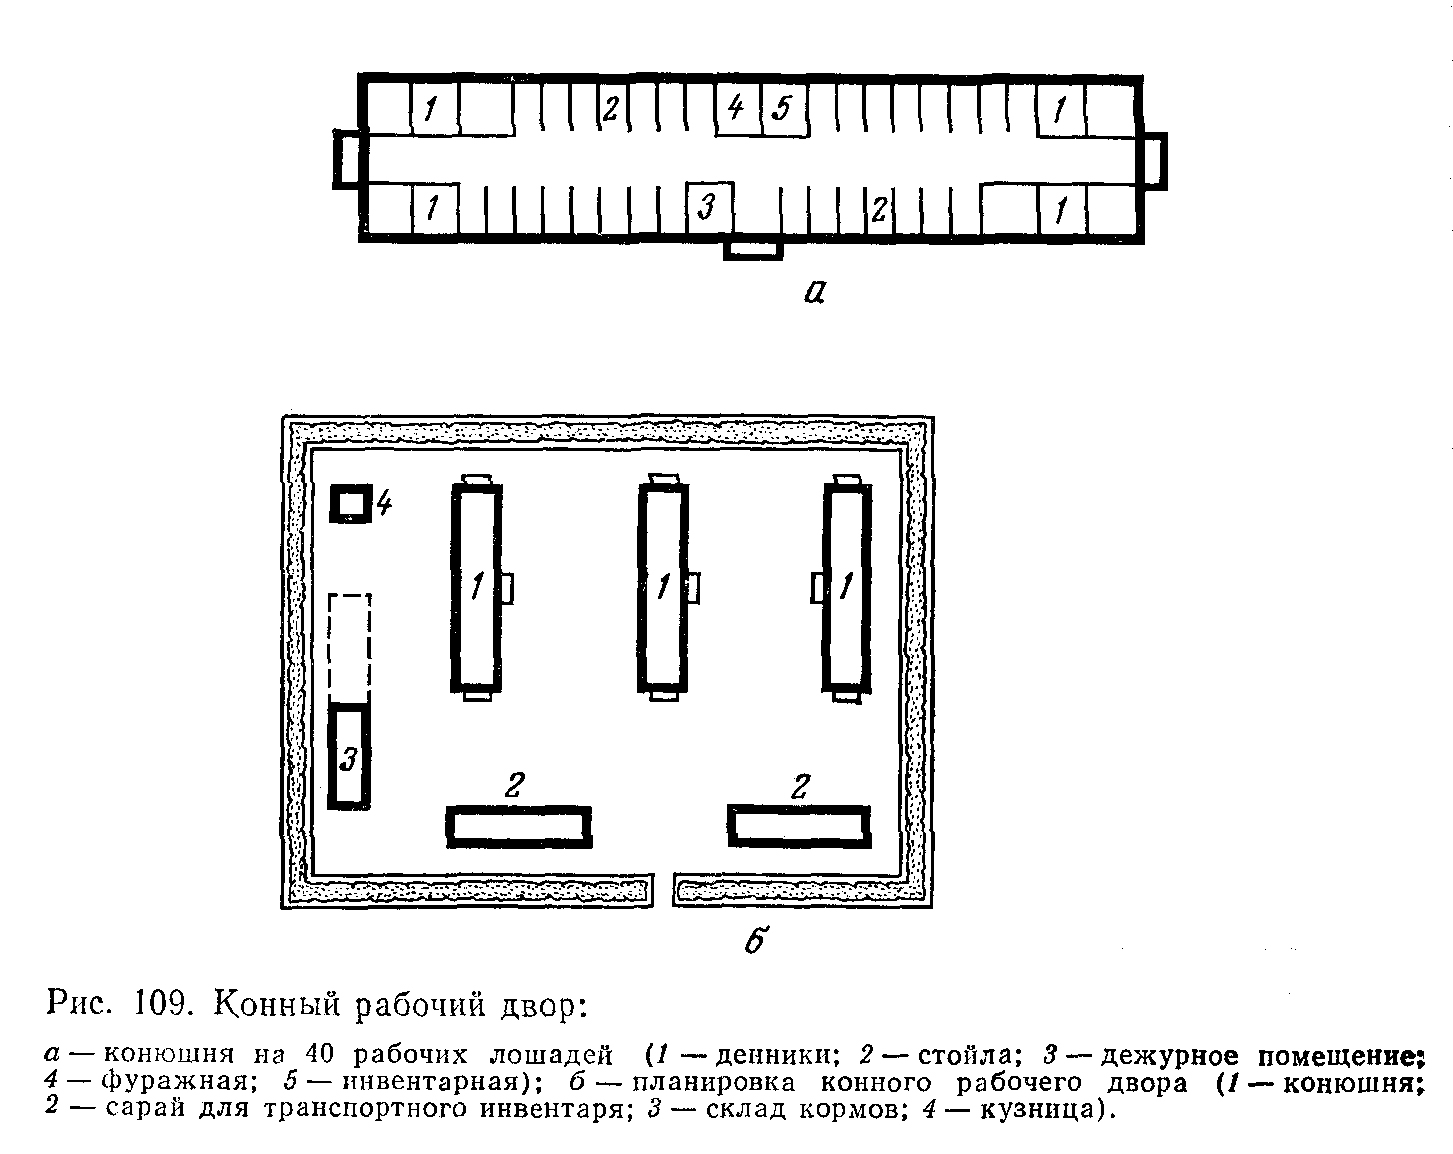 1 2 4 5 1
1 3 2 1
а
4
1 1 1
3
2 2
б
Рис. 109. Конный рабочий двор:
а — конюшня на 40 рабочих лошадей (1 — денники; 2 — стойла; 3 — дежурное помещение;
4 — фуражная; 5 — инвентарная); б — планировка конного рабочего двора (1 — конюшня;
2 — сарай для транспортного инвентаря; 3 — склад кормов; 4 — кузница).